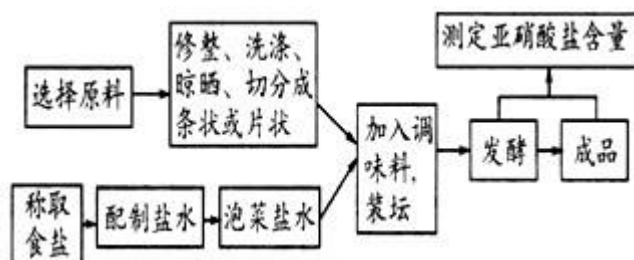 测定亚硝酸盐含量
选择原料
修整、洗涤、
晾晒、切分成
条状或片状
加入调
味料,
装坛
发酵
成品
称取
食盐
配制盐水
泡菜盐水